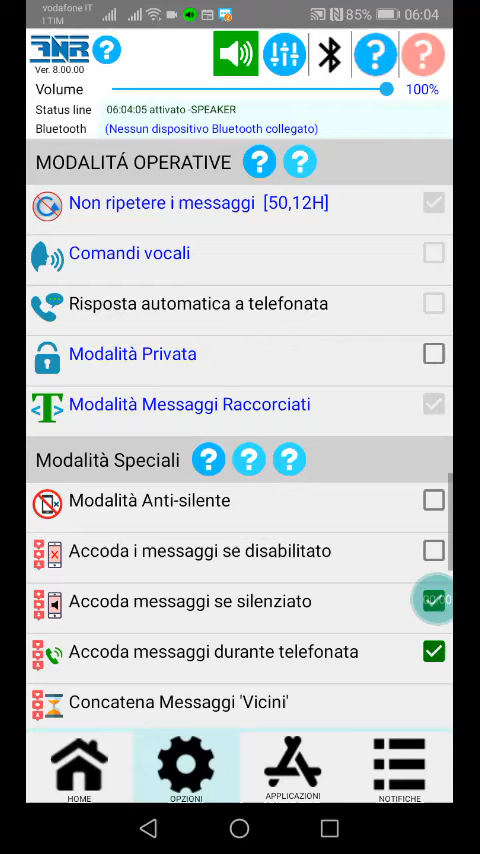 vodafone IT
| TIM
85%
06:04
BNR
Ver. 8.00.00
Volume
100%
Status line
06:04:05 attivato -SPEAKER
Bluetooth
(Nessun dispositivo Bluetooth collegato)
MODALITÁ OPERATIVE
Non ripetere i messaggi [50,12H]
Comandi vocali
Risposta automatica a telefonata
Modalità Privata
Modalità Messaggi Raccorciati
Modalità Speciali
Modalità Anti-silente
Accoda i messaggi se disabilitato
Accoda messaggi se silenziato
00:00
Accoda messaggi durante telefonata
Concatena Messaggi 'Vicini'
HOME
OPZIONI
APPLICAZIONI
NOTIFICHE